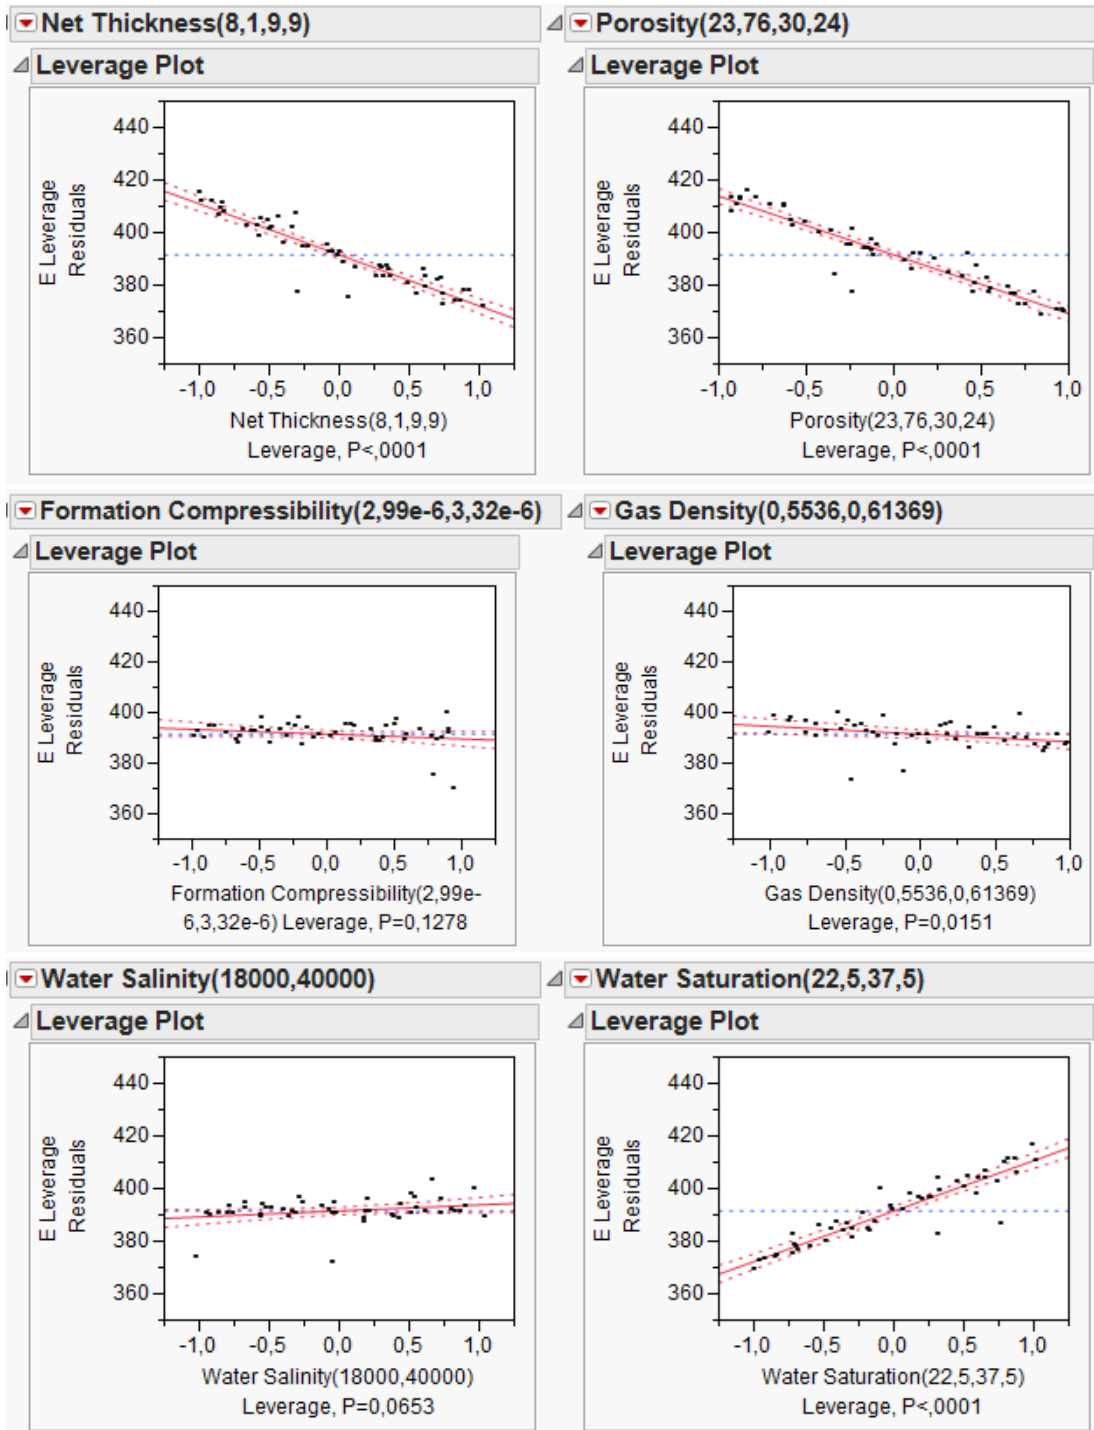 Net Thickness(8,1,9,9)
Leverage Plot
E Leverage
Residuals
440
420
400
380
360
-1,0 -0,5 0,0 0,5 1,0
Net Thickness(8,1,9,9)
Leverage, P<,0001
Porosity(23,76,30,24)
Leverage Plot
E Leverage
Residuals
440
420
400
380
360
-1,0 -0,5 0,0 0,5 1,0
Porosity(23,76,30,24)
Leverage, P<,0001
Formation Compressibility(2,99e-6,3,32e-6)
Leverage Plot
E Leverage
Residuals
440
420
400
380
360
-1,0 -0,5 0,0 0,5 1,0
Formation Compressibility(2,99e-
6,3,32e-6) Leverage, P=0,1278
Gas Density(0,5536,0,61369)
Leverage Plot
E Leverage
Residuals
440
420
400
380
360
-1,0 -0,5 0,0 0,5 1,0
Gas Density(0,5536,0,61369)
Leverage, P=0,0151
Water Salinity(18000,40000)
Leverage Plot
E Leverage
Residuals
440
420
400
380
360
-1,0 -0,5 0,0 0,5 1,0
Water Salinity(18000,40000)
Leverage, P=0,0653
Water Saturation(22,5,37,5)
Leverage Plot
E Leverage
Residuals
440
420
400
380
360
-1,0 -0,5 0,0 0,5 1,0
Water Saturation(22,5,37,5)
Leverage, P<,0001